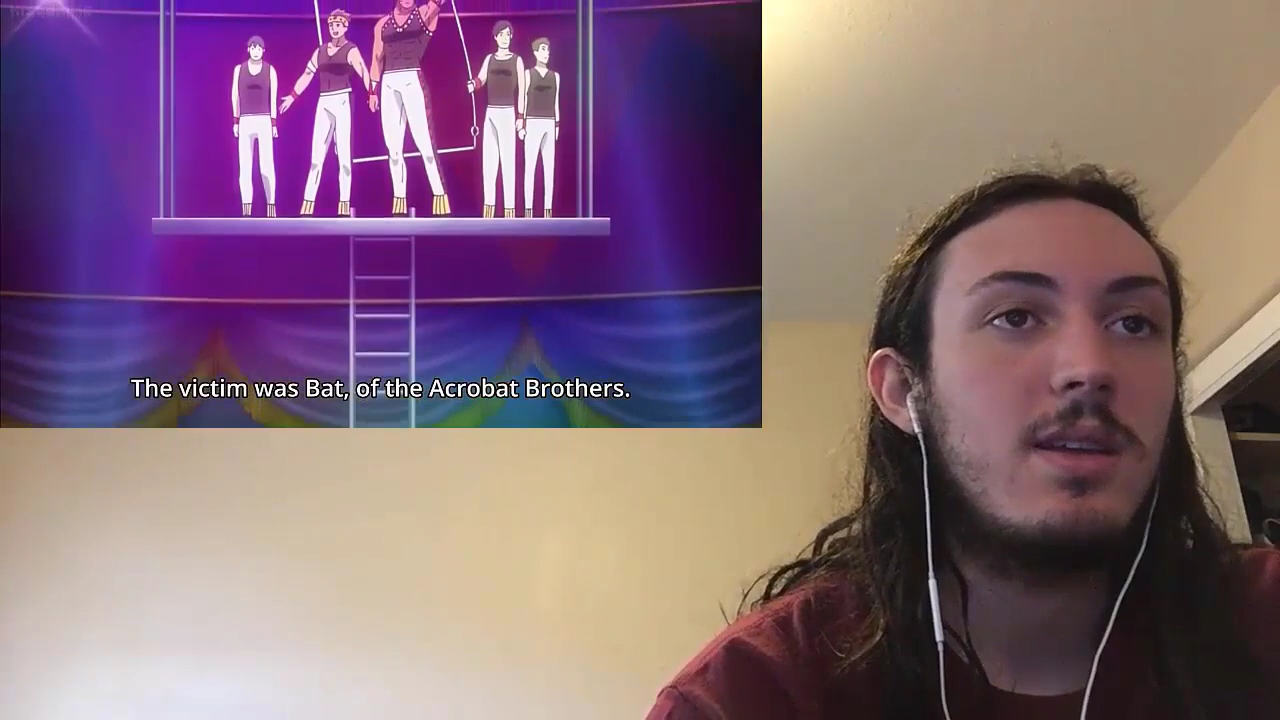 The victim was Bat, of the Acrobat Brothers.